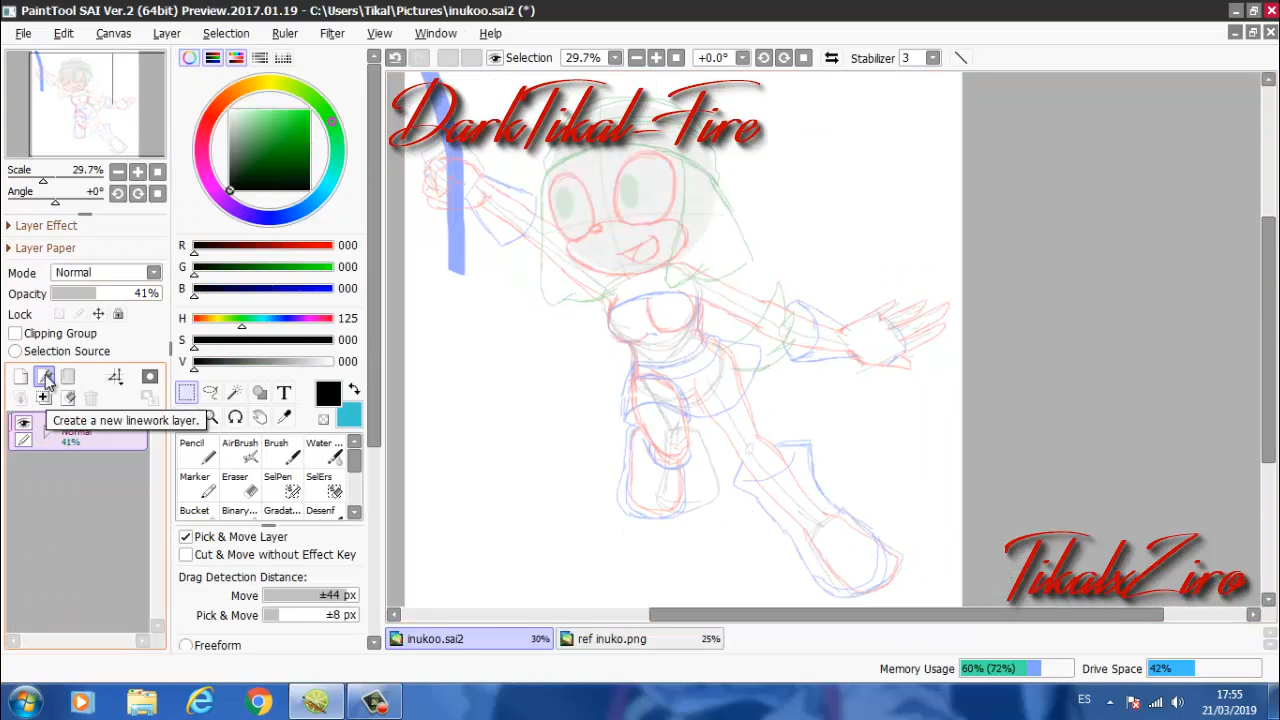 PaintTool SAI Ver.2 (64bit) Preview.2017.01.19 - C:\Users\Tikal\Pictures\inukoo.sai2 (*)
File Edit Canvas Layer Selection Ruler Filter View Window Help
Selection 29.7% +0.0° Stabilizer 3
DarkTikal-Fire
Scale 29.7%
Angle +0°
Layer Effect
Layer Paper
Mode Normal
Opacity 41%
Lock
Clipping Group
Selection Source
Create a new linework layer.
Normal
41%
R 000
G 000
B 000
H 125
S 000
V 000
T
Pencil AirBrush Brush Water ...
Marker Eraser SelPen SelErs
Bucket Binary... Gradat... Desenf
Pick & Move Layer
Cut & Move without Effect Key
Drag Detection Distance:
Move ±44 px
Pick & Move ±8 px
Freeform
TikalxZiro
inukoo.sai2 30% ref inuko.png 25%
Memory Usage 60% (72%) Drive Space 42%
ES 17:55
21/03/2019